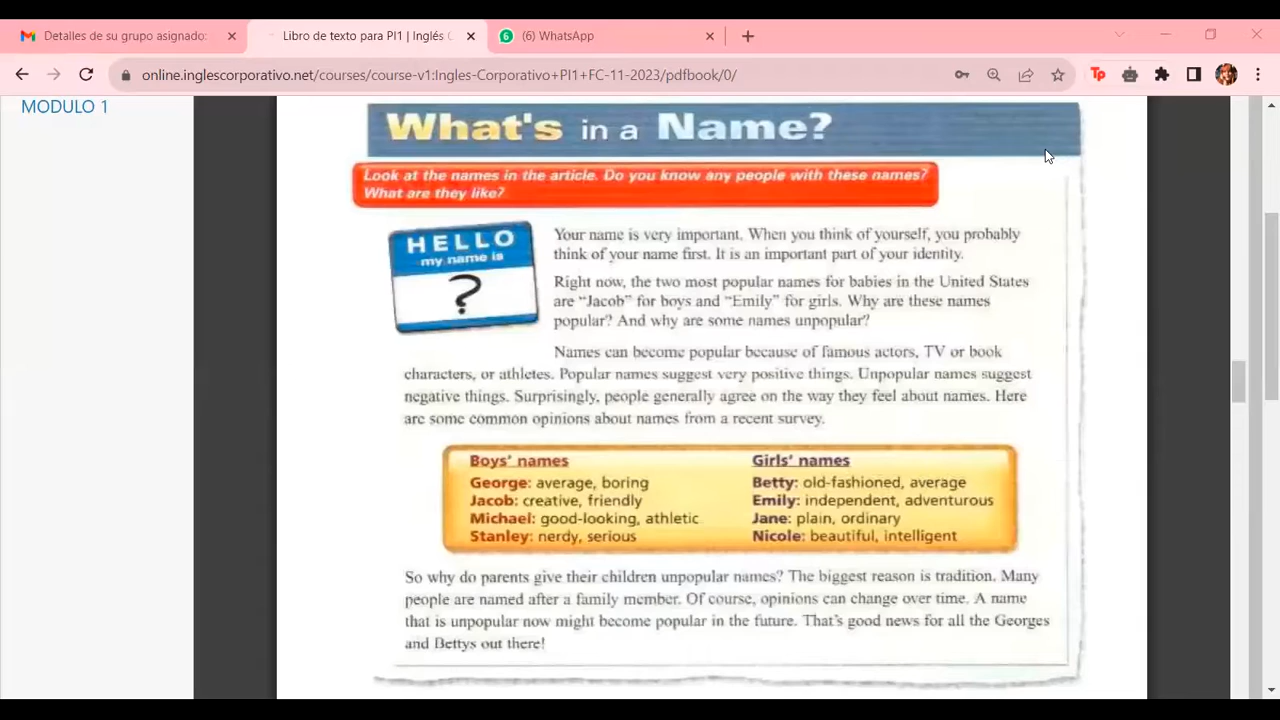 Detalles de su grupo asignado:
Libro de texto para PI1 | Inglés C
6
(6) WhatsApp
online.inglescorporativo.net/courses/course-v1:Ingles-Corporativo+PI1+FC-11-2023/pdfbook/0/
Tp
MODULO 1
What's in a Name?
Look at the names in the article. Do you know any people with these names?
What are they like?
HELLO
my name is
?
Your name is very important. When you think of yourself, you probably
think of your name first. It is an important part of your identity.
Right now, the two most popular names for babies in the United States
are “Jacob” for boys and “Emily” for girls. Why are these names
popular? And why are some names unpopular?
Names can become popular because of famous actors, TV or book
characters, or athletes. Popular names suggest very positive things. Unpopular names suggest
negative things. Surprisingly, people generally agree on the way they feel about names. Here
are some common opinions about names from a recent survey.
Boys' names
George: average, boring
Jacob: creative, friendly
Michael: good-looking, athletic
Stanley: nerdy, serious
Girls' names
Betty: old-fashioned, average
Emily: independent, adventurous
Jane: plain, ordinary
Nicole: beautiful, intelligent
So why do parents give their children unpopular names? The biggest reason is tradition. Many
people are named after a family member. Of course, opinions can change over time. A name
that is unpopular now might become popular in the future. That's good news for all the Georges
and Bettys out there!